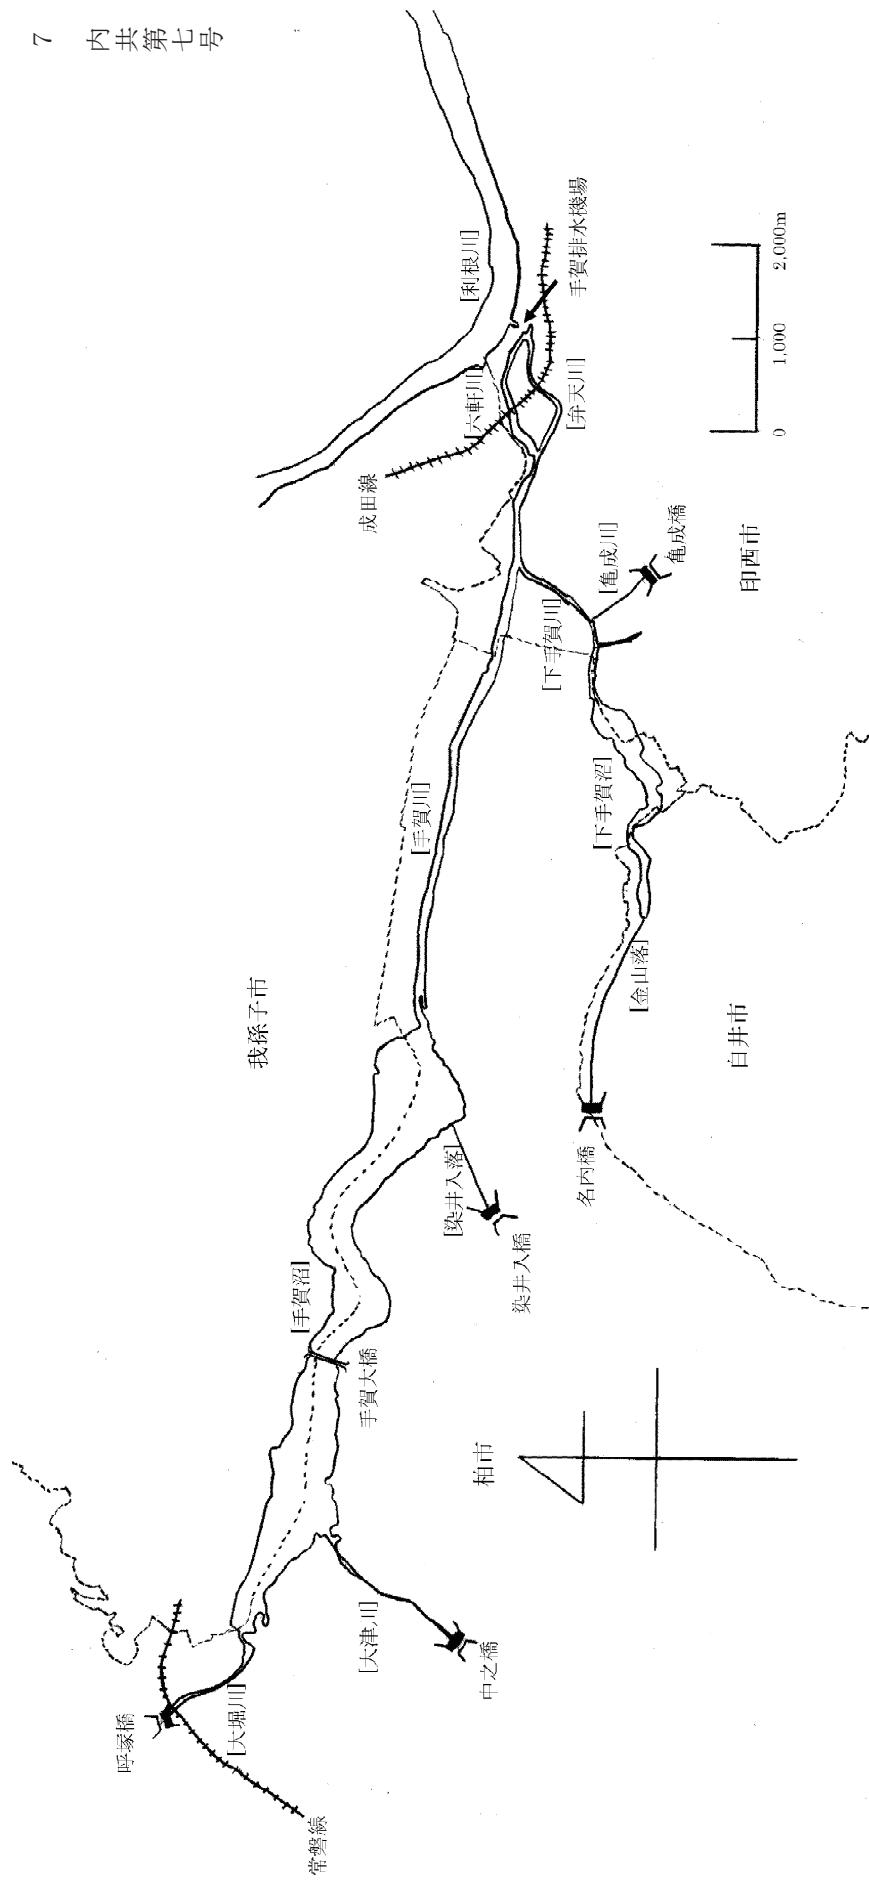 7 内共第七号
呼塚橋
常磐線
[大堀川]
[大津川]
中之橋
柏市
手賀大橋
[手賀沼]
我孫子市
[染井入落]
染井入橋
名内橋
[金山落]
白井市
[手賀川]
[下手賀沼]
[下手賀川]
[亀成川]
亀成橋
印西市
成田線
[六軒川]
[弁天川]
[利根川]
手賀排水機場
0 1,000 2,000m